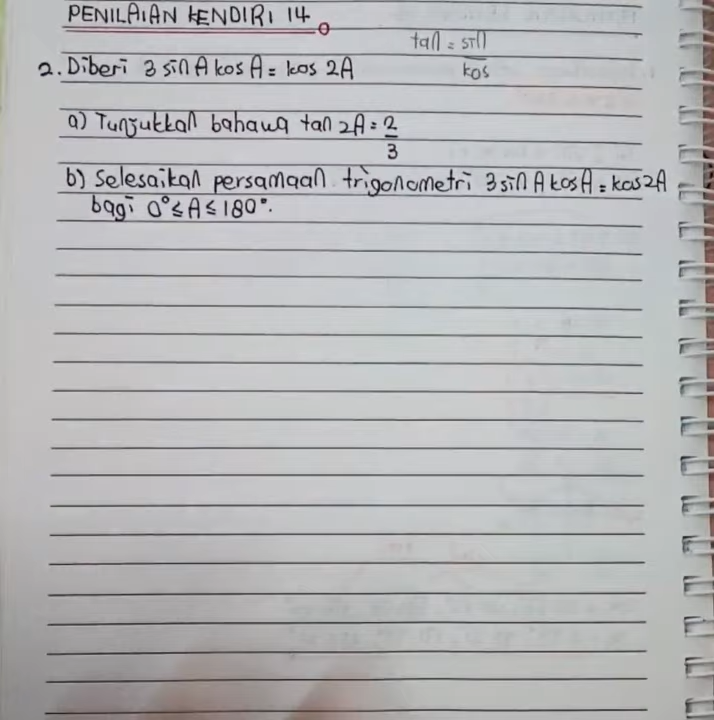 PENILAIAN KENDIRI 14
tan = sin
kos
2. Diberi 3 sin A kos A = kos 2A
a) Tunjukkan bahawa tan 2A = 2
3
b) Selesaikan persamaan trigonometri 3 sin A kos A = kos 2A
bagi 0° ≤ A ≤ 180°.